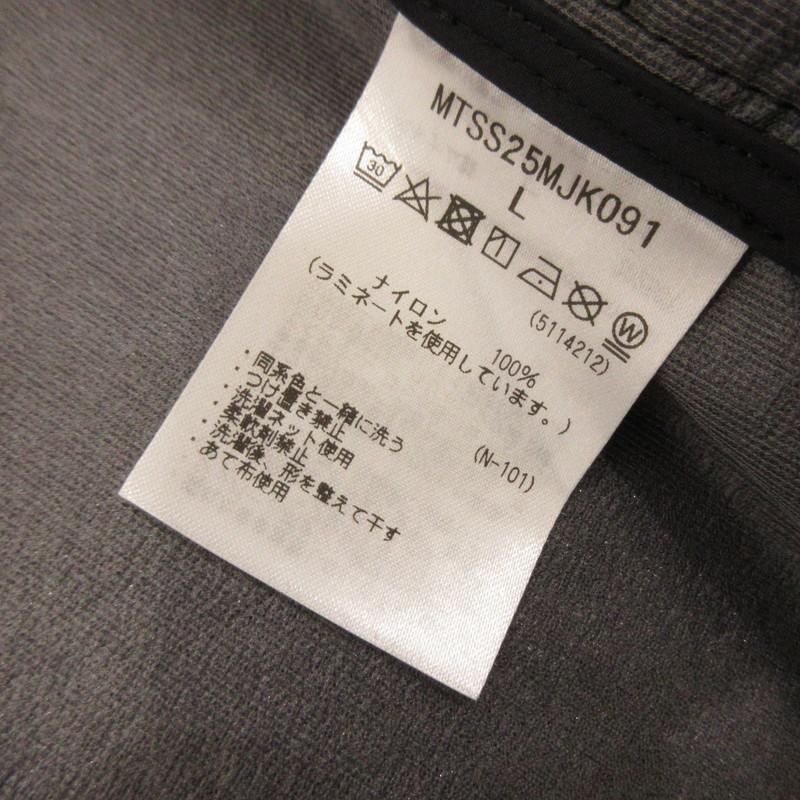 MTSS25MJK091
L
30
W
(5114212)
ナイロン 100%
(ラミネートを使用しています。)
(N-101)
・同系色と一緒に洗う
・つけ置き禁止
・洗濯ネット使用
・柔軟剤禁止
・洗濯後、形を整えて干す
・あて布使用